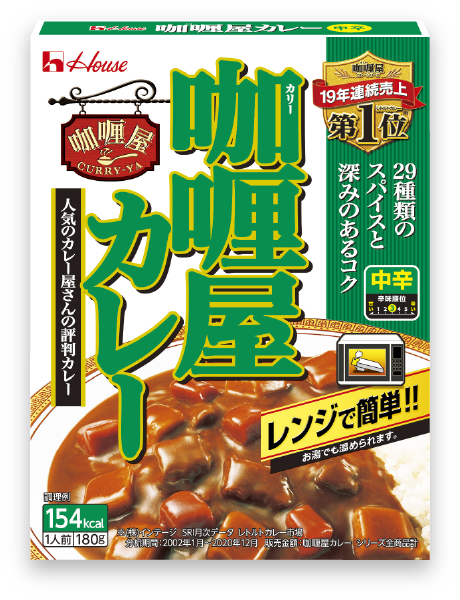 House 咖喱屋カレー 中辛
House
咖喱屋
CURRY-YA
咖喱屋
19年連続売上
第1位
カリー
咖喱屋
カレー
29種類の
スパイスと
深みのあるコク
人気のカレー屋さんの評判カレー
中辛
辛味順位
甘い 1 2 3 4 5 辛い
レンジで簡単!!
お湯でも温められます。
調理例
154kcal
1人前 180g
※(株)インテージ SRI月次データ レトルトカレー市場
分析期間:2002年1月~2020年12月 販売金額:咖喱屋カレー シリーズ全商品計